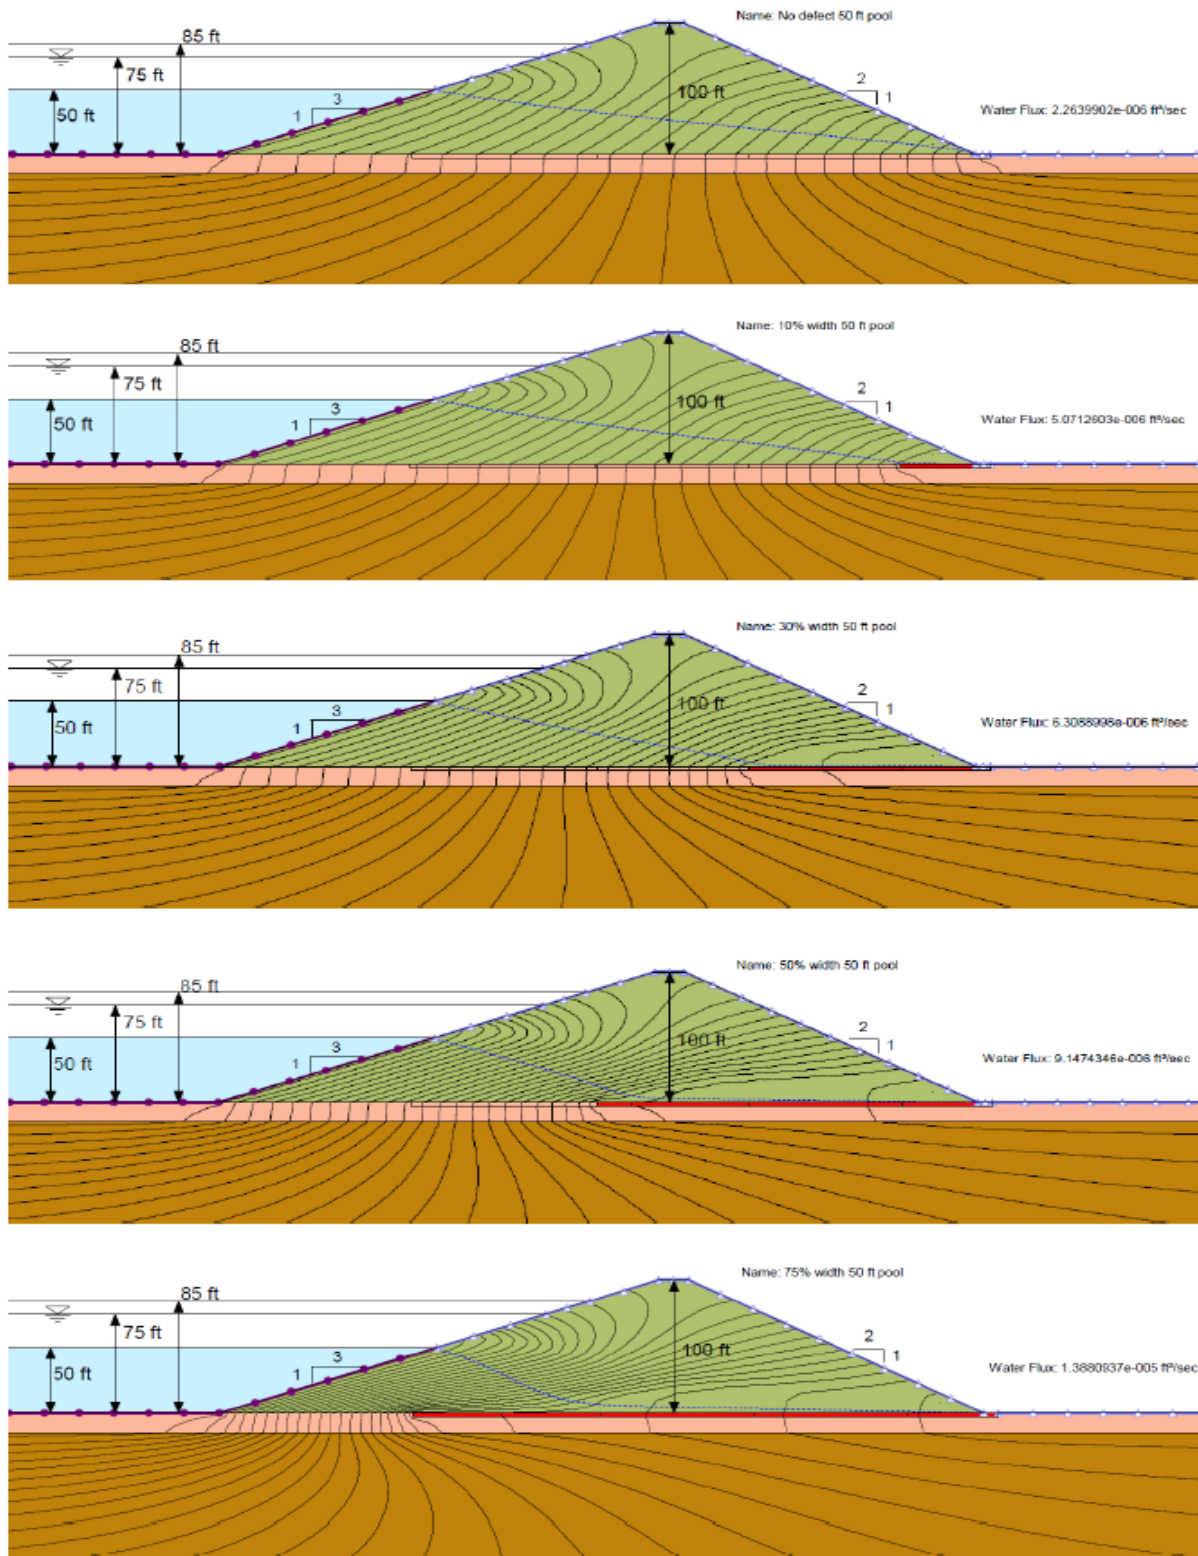 Name: No defect 50 ft pool
85 ft
75 ft
50 ft
3
1
100 ft
2
1
Water Flux: 2.2639902e-006 ft³/sec
Name: 10% width 50 ft pool
85 ft
75 ft
50 ft
3
1
100 ft
2
1
Water Flux: 5.0712603e-006 ft³/sec
Name: 30% width 50 ft pool
85 ft
75 ft
50 ft
3
1
100 ft
2
1
Water Flux: 6.3088998e-006 ft³/sec
Name: 50% width 50 ft pool
85 ft
75 ft
50 ft
3
1
100 ft
2
1
Water Flux: 9.1474346e-006 ft³/sec
Name: 75% width 50 ft pool
85 ft
75 ft
50 ft
3
1
100 ft
2
1
Water Flux: 1.3880937e-005 ft³/sec